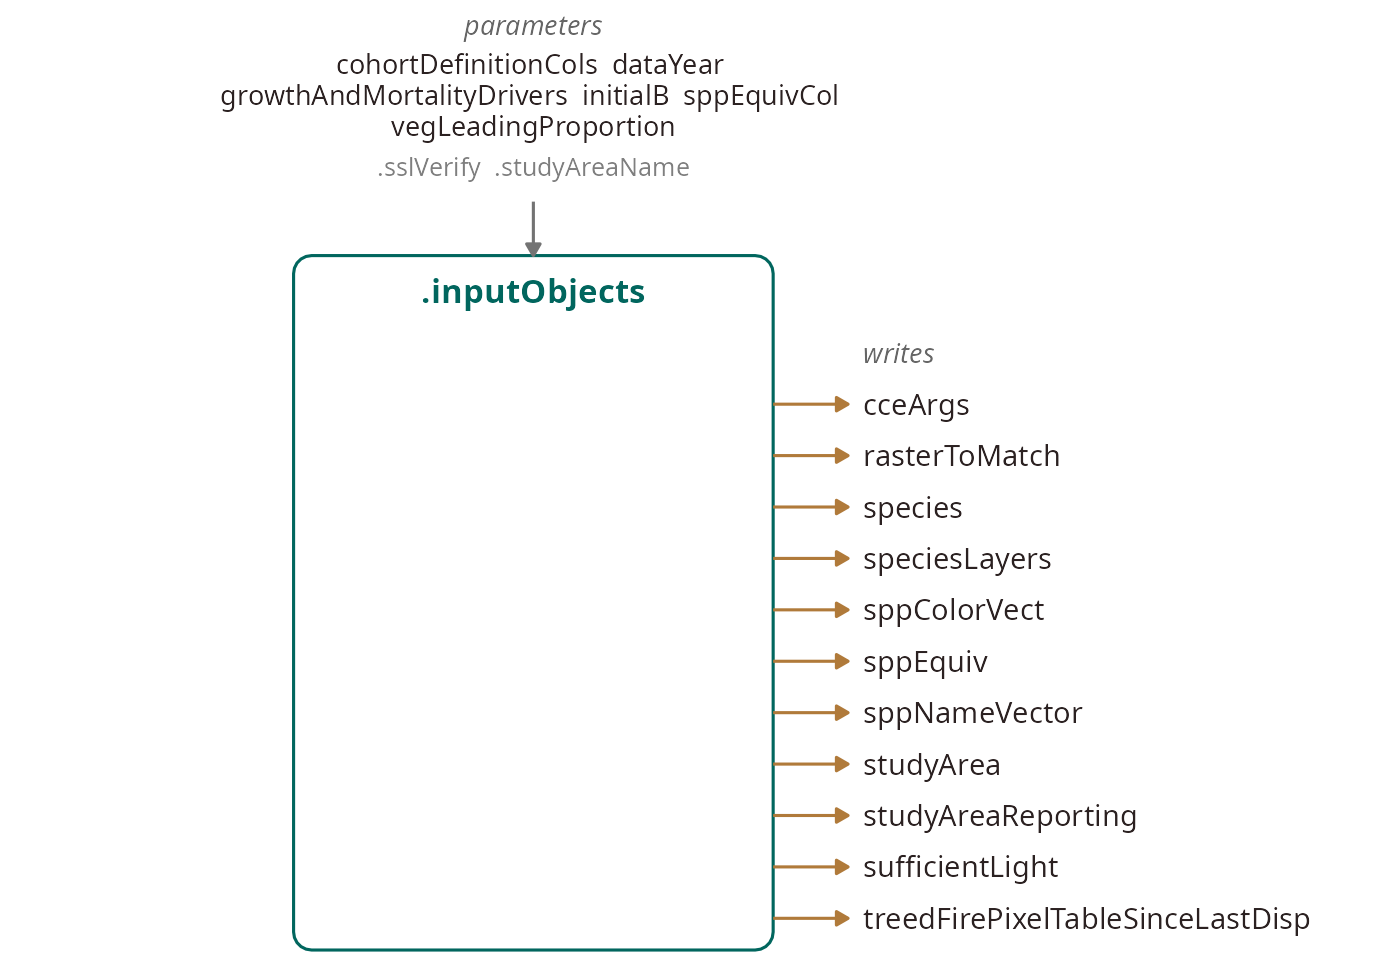 parameters
cohortDefinitionCols dataYear
growthAndMortalityDrivers initialB sppEquivCol
vegLeadingProportion
.sslVerify .studyAreaName
.inputObjects
writes
cceArgs
rasterToMatch
species
speciesLayers
sppColorVect
sppEquiv
sppNameVector
studyArea
studyAreaReporting
sufficientLight
treedFirePixelTableSinceLastDisp